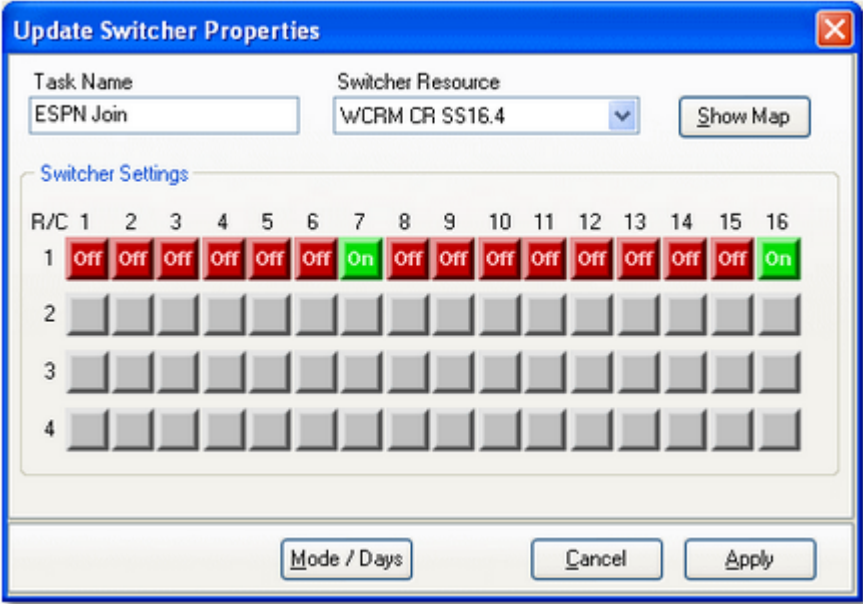 Update Switcher Properties
Task Name Switcher Resource
ESPN Join WCRM CR SS16.4 Show Map
Switcher Settings
R/C 1 2 3 4 5 6 7 8 9 10 11 12 13 14 15 16
1 Off Off Off Off Off Off On Off Off Off Off Off Off Off Off On
2
3
4
Mode / Days Cancel Apply